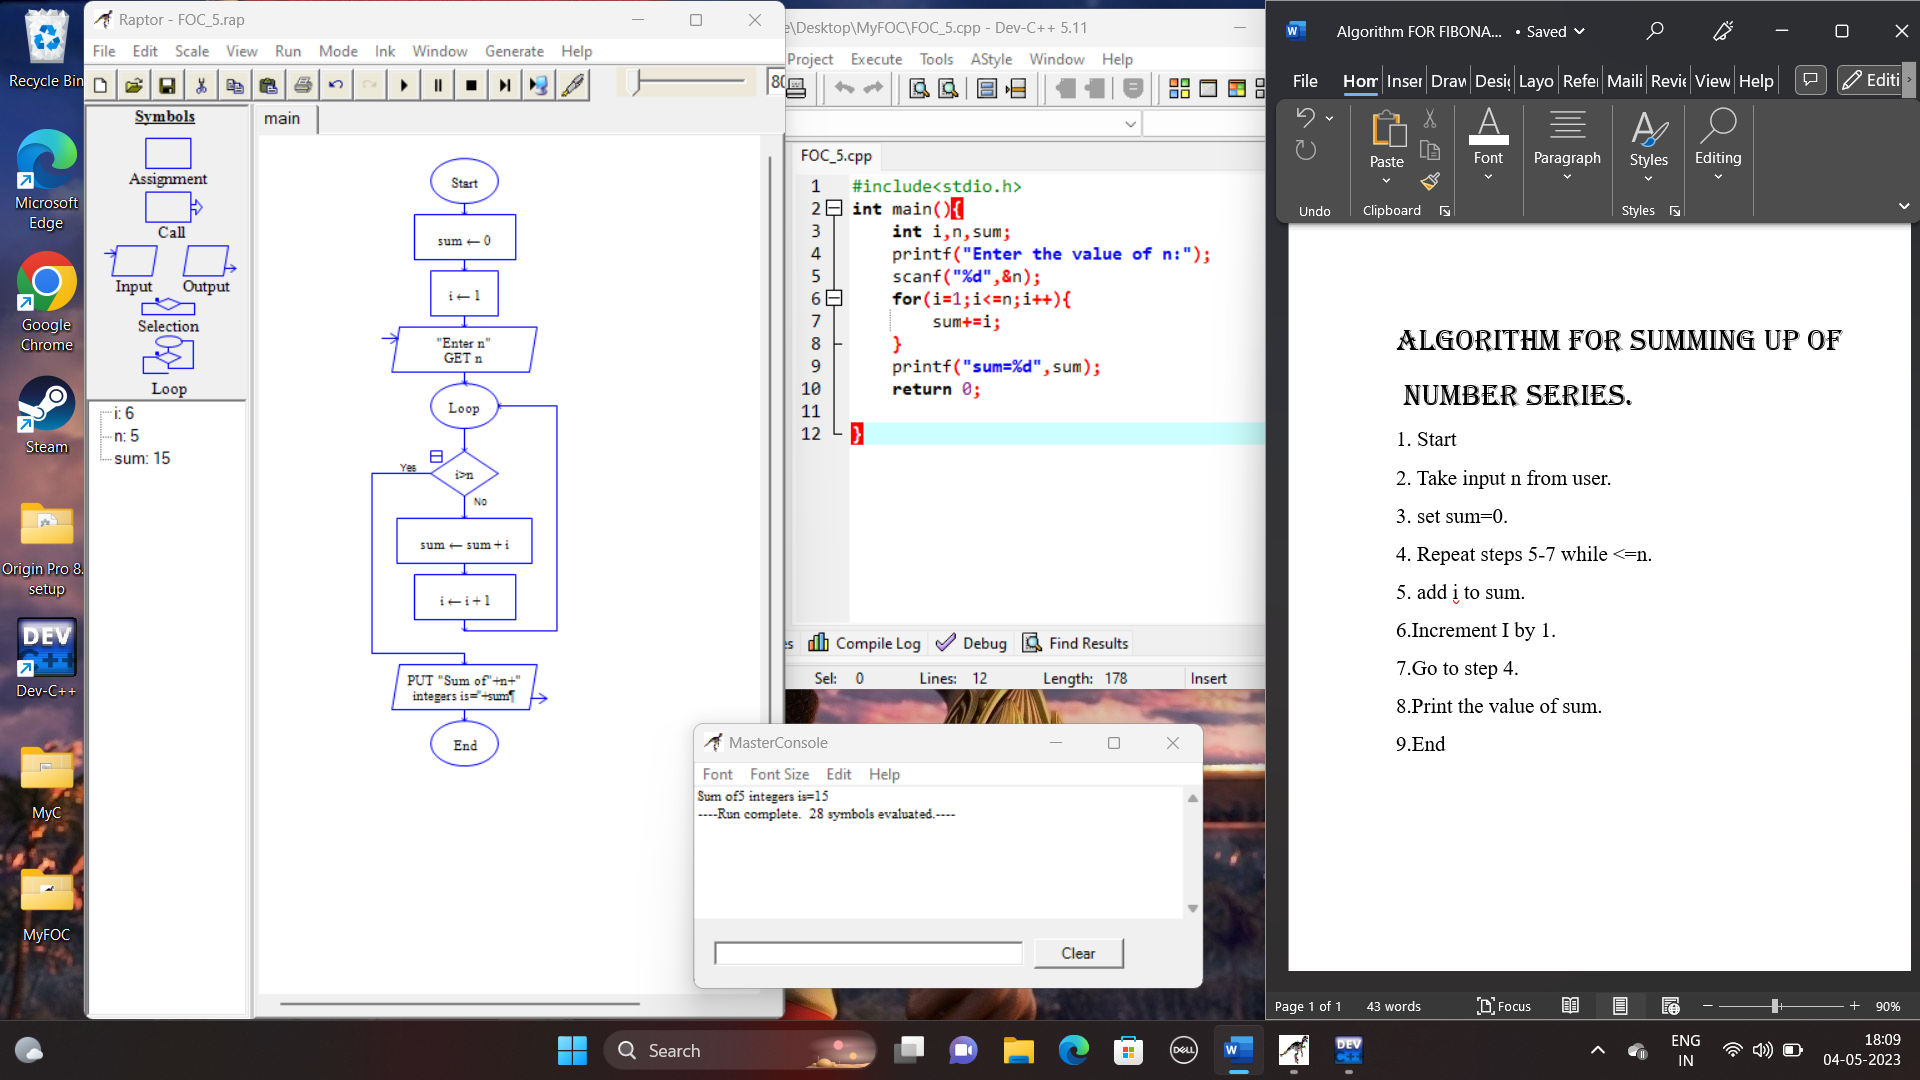 Recycle Bin
Microsoft
Edge
Google
Chrome
Steam
Origin Pro 8.
setup
DEV
Dev-C++
MyC
MyFOC
Raptor - FOC_5.rap
File Edit Scale View Run Mode Ink Window Generate Help
80
Symbols
Assignment
Call
Input Output
Selection
Loop
i: 6
n: 5
sum: 15
main
Start
sum ← 0
i ← 1
"Enter n"
GET n
Loop
Yes
i>n
No
sum ← sum + i
i ← i + 1
PUT "Sum of"+n+"
integers is="+sum¶
End
e\Desktop\MyFOC\FOC_5.cpp - Dev-C++ 5.11
Project Execute Tools AStyle Window Help
FOC_5.cpp
1 #include<stdio.h>
2 int main(){
3 int i,n,sum;
4 printf("Enter the value of n:");
5 scanf("%d",&n);
6 for(i=1;i<=n;i++){
7 sum+=i;
8 }
9 printf("sum=%d",sum);
10 return 0;
11
12 }
es Compile Log Debug Find Results
Sel: 0 Lines: 12 Length: 178 Insert
MasterConsole
Font Font Size Edit Help
Sum of5 integers is=15
----Run complete. 28 symbols evaluated.----
Clear
Algorithm FOR FIBONA... • Saved
File Hom Inser Draw Desig Layo Refe Maili Revie View Help Editi
Paste Font Paragraph Styles Editing
Undo Clipboard Styles
ALGORITHM FOR SUMMING UP OF
NUMBER SERIES.
1. Start
2. Take input n from user.
3. set sum=0.
4. Repeat steps 5-7 while <=n.
5. add i to sum.
6.Increment I by 1.
7.Go to step 4.
8.Print the value of sum.
9.End
Page 1 of 1 43 words Focus 90%
Search
DELL
W
DEV
C++
ENG
IN
18:09
04-05-2023